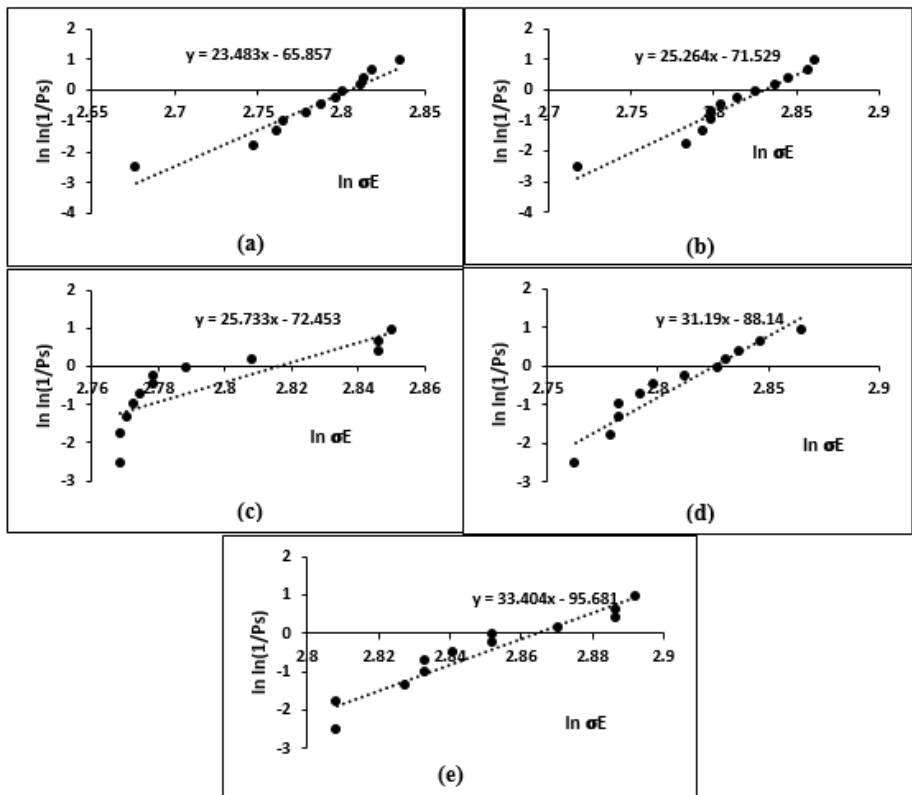 2
1
0
-1
-2
-3
-4
ln ln(1/Ps)
y = 23.483x - 65.857
2.65
2.7
2.75
2.8
2.85
ln σE
(a)
2
1
0
-1
-2
-3
-4
ln ln(1/Ps)
y = 25.264x - 71.529
2.7
2.75
2.8
2.85
2.9
ln σE
(b)
2
1
0
-1
-2
-3
ln ln(1/Ps)
y = 25.733x - 72.453
2.76
2.78
2.8
2.82
2.84
2.86
ln σE
(c)
2
1
0
-1
-2
-3
ln ln(1/Ps)
y = 31.19x - 88.14
2.75
2.8
2.85
2.9
ln σE
(d)
2
1
0
-1
-2
-3
ln ln(1/Ps)
y = 33.404x - 95.681
2.8
2.82
2.84
2.86
2.88
2.9
ln σE
(e)